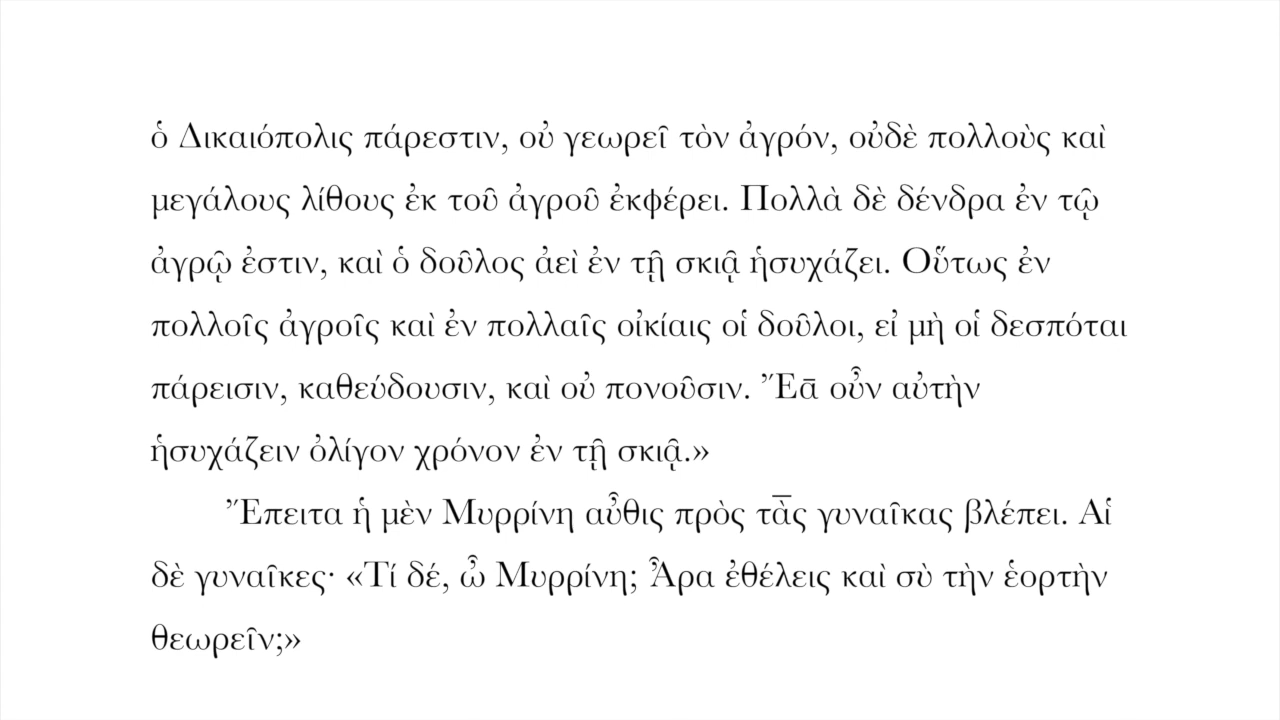 ὁ Δικαιόπολις πάρεστιν, οὐ γεωρεῖ τὸν ἀγρόν, οὐδὲ πολλοὺς καὶ
μεγάλους λίθους ἐκ τοῦ ἀγροῦ ἐκφέρει. Πολλὰ δὲ δένδρα ἐν τῷ
ἀγρῷ ἐστιν, καὶ ὁ δοῦλος ἀεὶ ἐν τῇ σκιᾷ ἡσυχάζει. Οὕτως ἐν
πολλοῖς ἀγροῖς καὶ ἐν πολλαῖς οἰκίαις οἱ δοῦλοι, εἰ μὴ οἱ δεσπόται
πάρεισιν, καθεύδουσιν, καὶ οὐ πονοῦσιν. Ἔᾱ οὖν αὐτὴν
ἡσυχάζειν ὀλίγον χρόνον ἐν τῇ σκιᾷ.»
Ἔπειτα ἡ μὲν Μυρρίνη αὖθις πρὸς τᾱ̀ς γυναῖκας βλέπει. Αἱ
δὲ γυναῖκες· «Τί δέ, ὦ Μυρρίνη; Ἆρα ἐθέλεις καὶ σὺ τὴν ἑορτὴν
θεωρεῖν;»